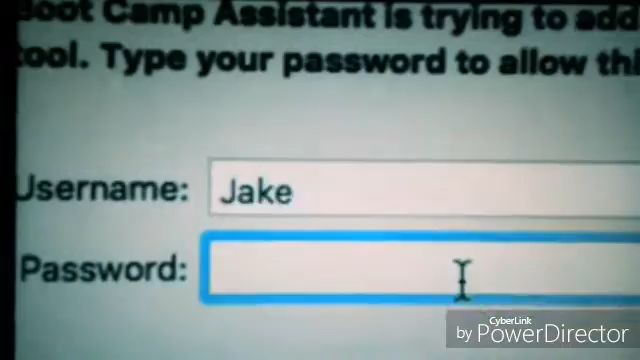 Boot Camp Assistant is trying to add
tool. Type your password to allow this
Username: Jake
Password:
CyberLink
by PowerDirector